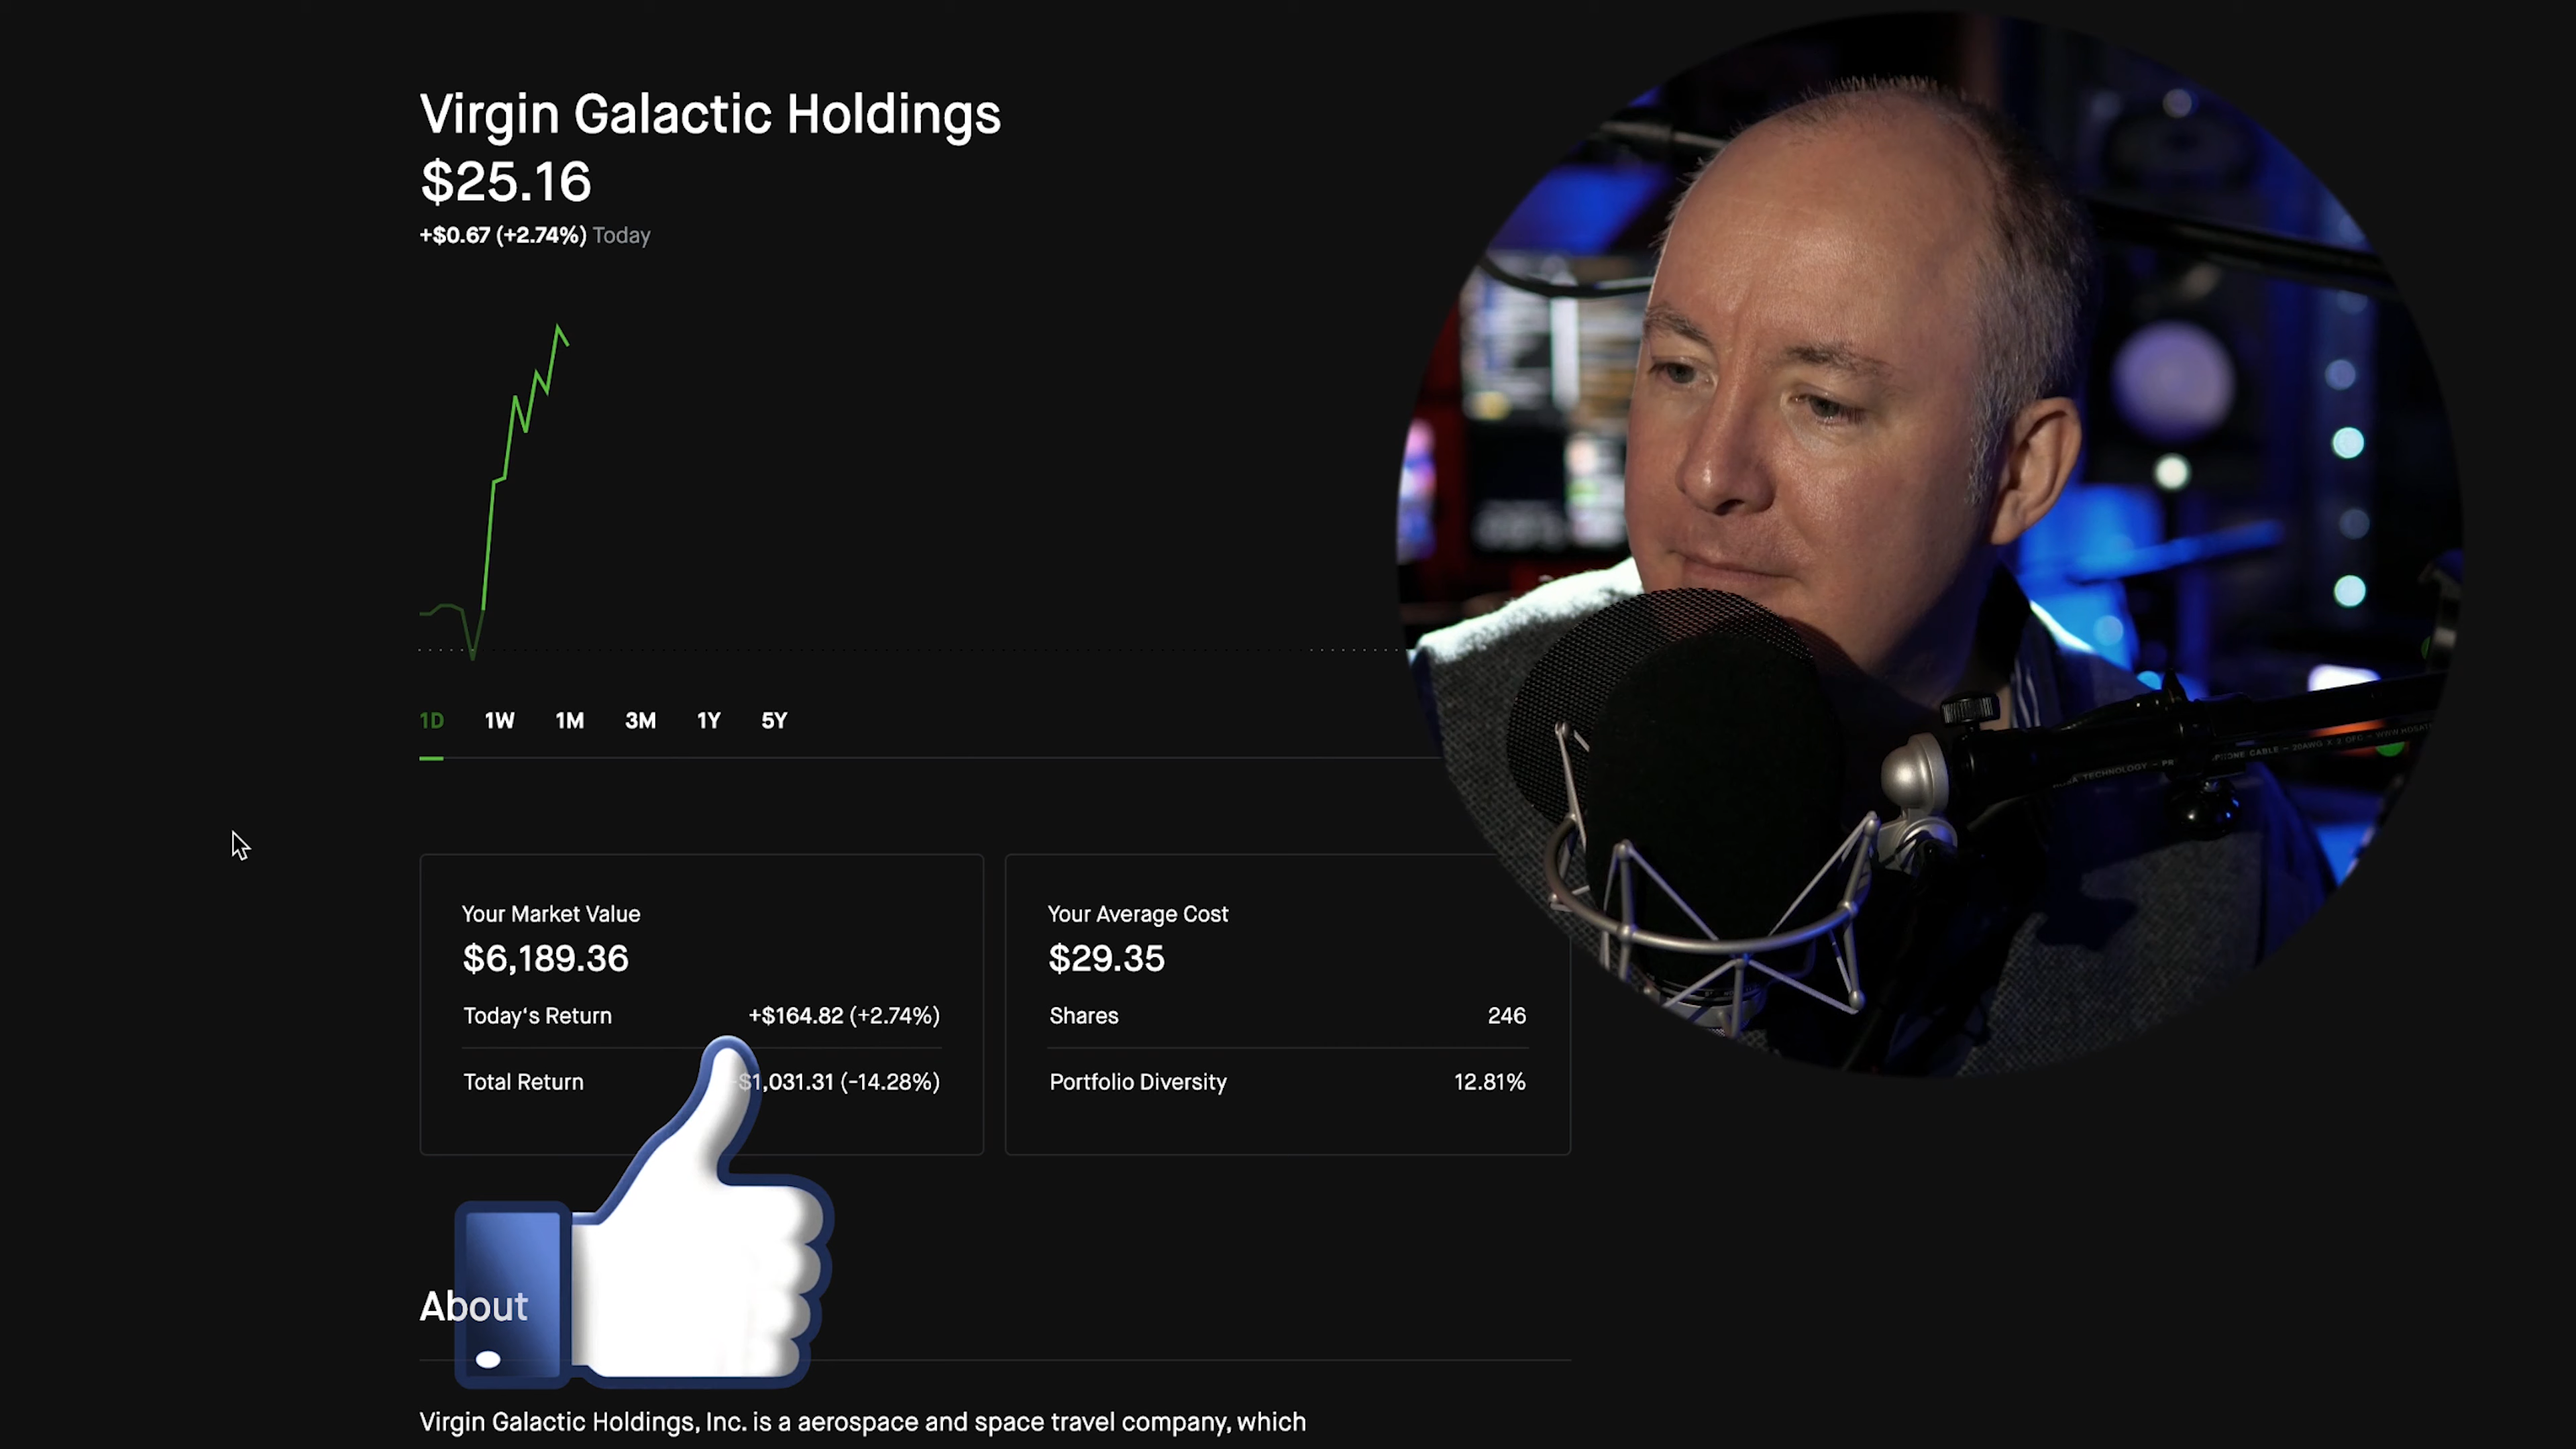 Virgin Galactic Holdings
$25.16
+$0.67 (+2.74%) Today
1D 1W 1M 3M 1Y 5Y
Your Market Value
$6,189.36
Today's Return +$164.82 (+2.74%)
Total Return -$1,031.31 (-14.28%)
Your Average Cost
$29.35
Shares 246
Portfolio Diversity 12.81%
About
Virgin Galactic Holdings, Inc. is a aerospace and space travel company, which